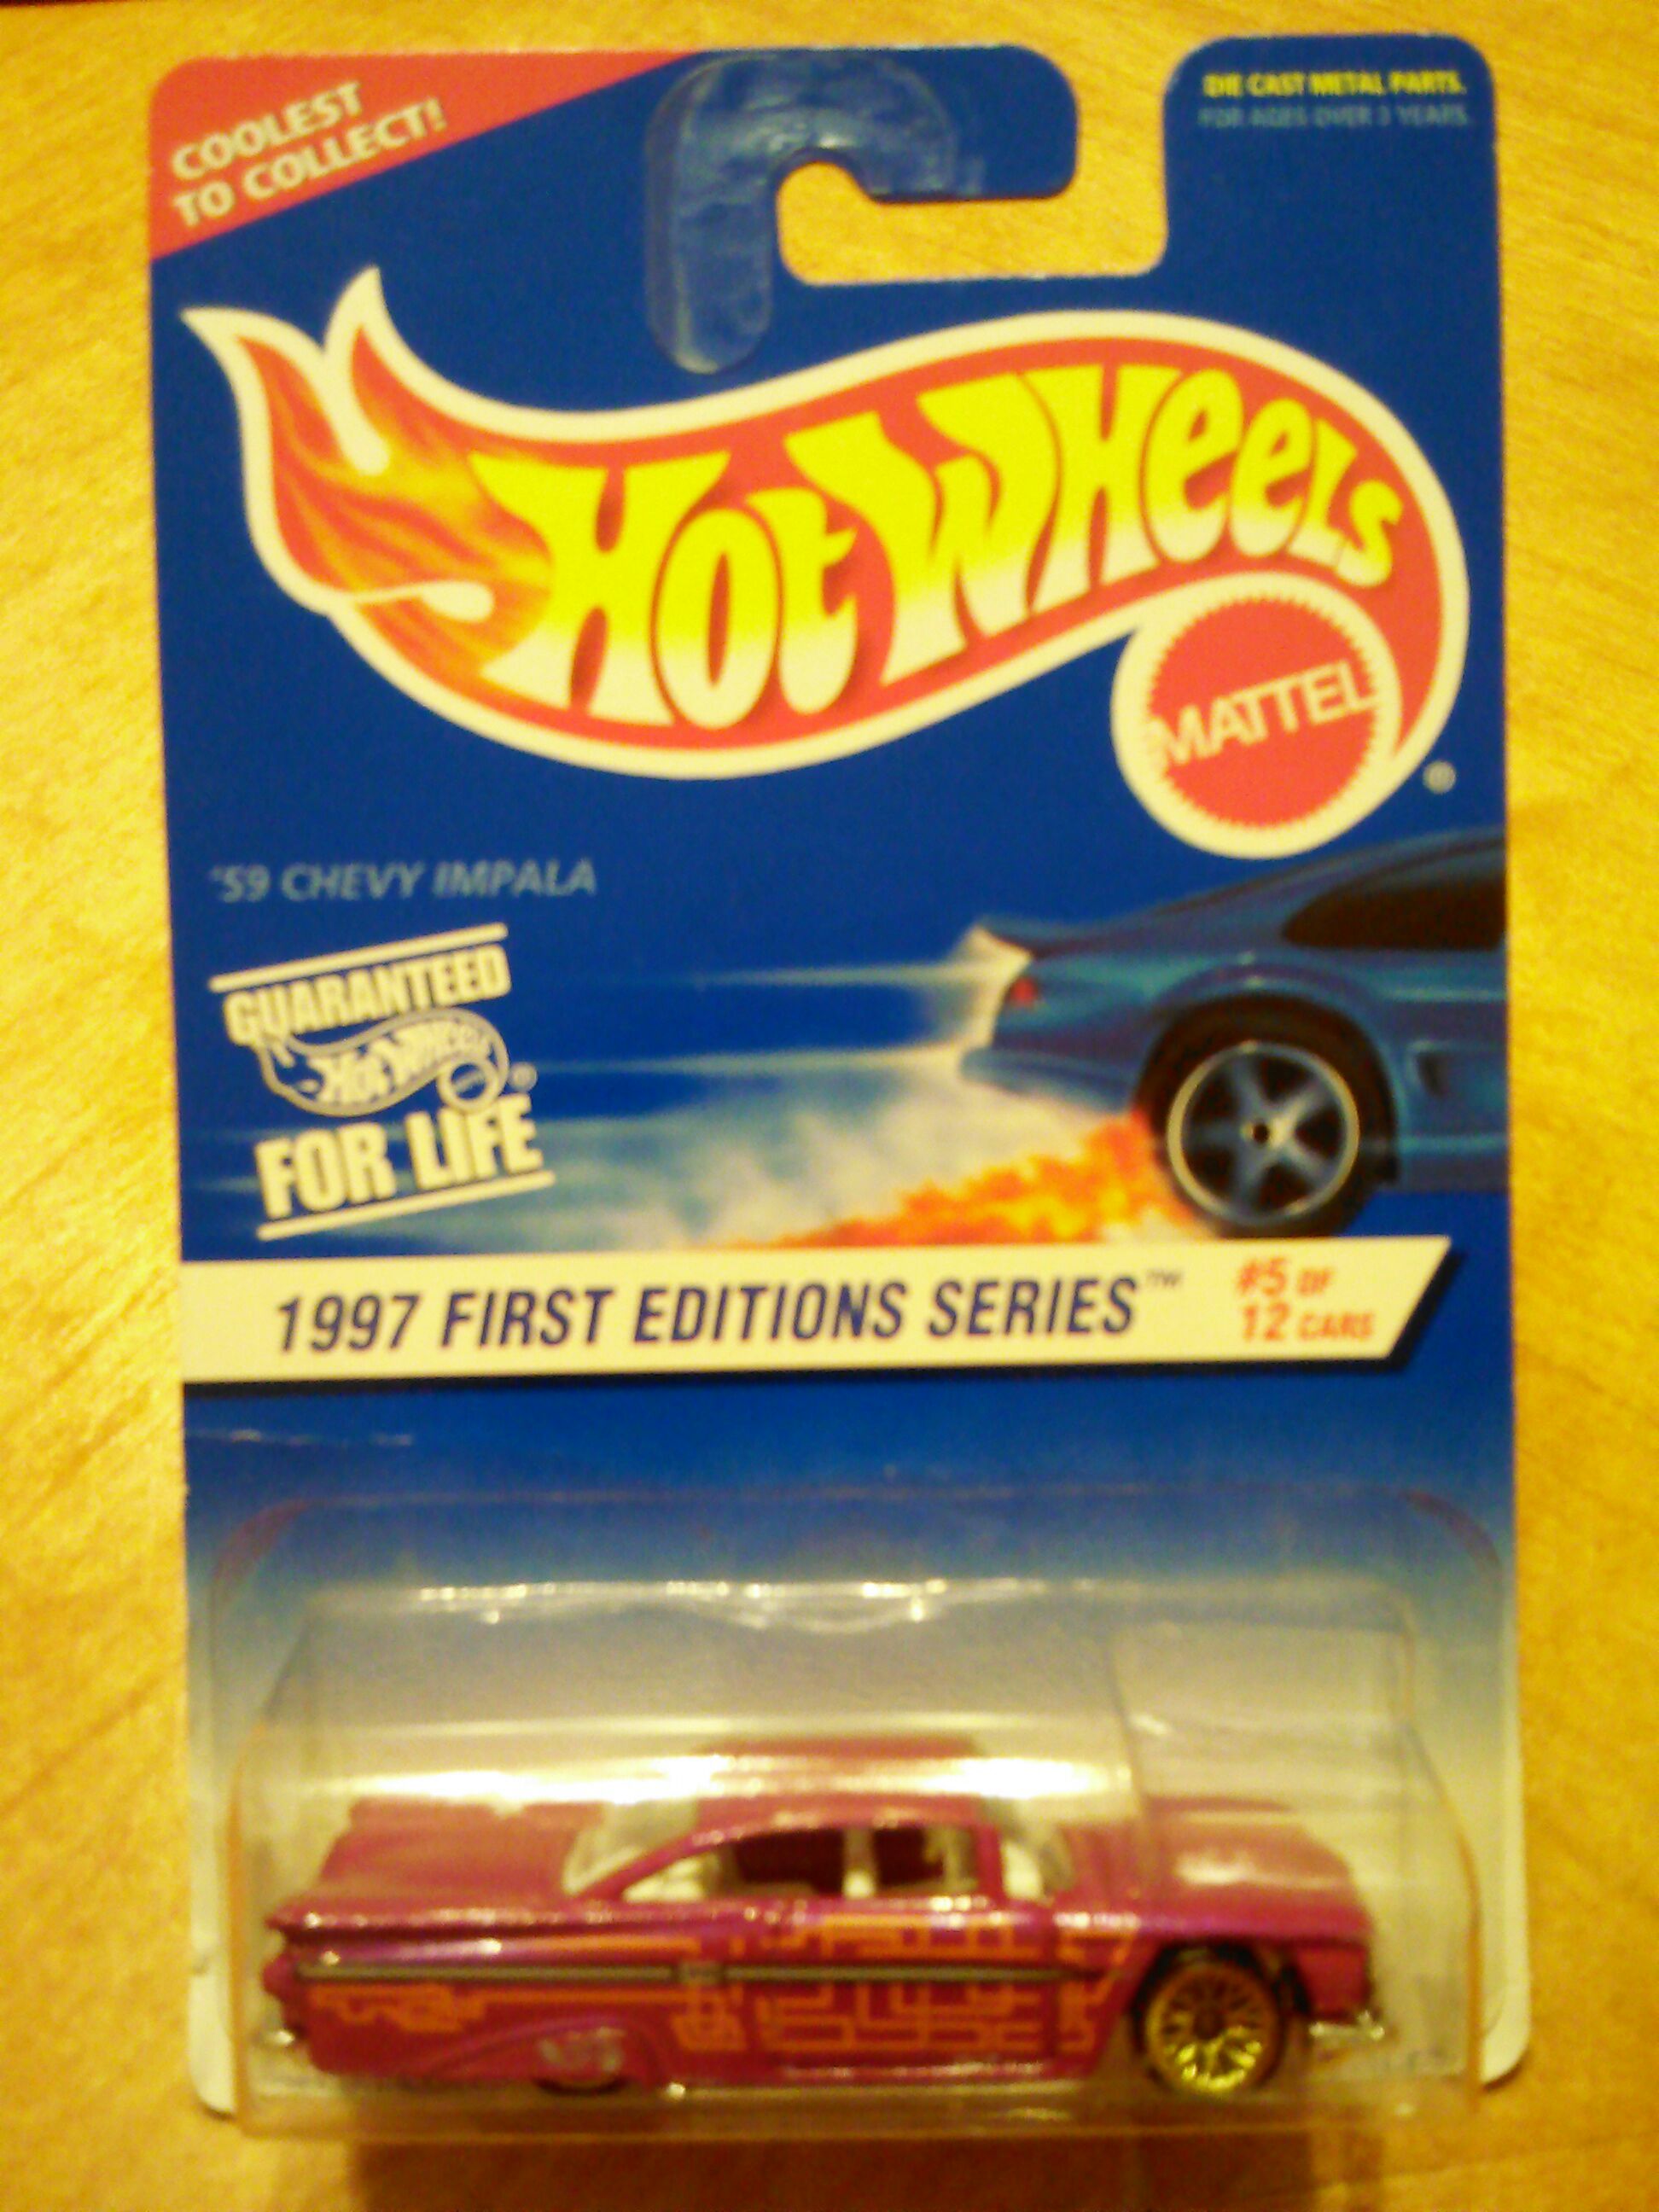 COOLEST
TO COLLECT!
DIE CAST METAL PARTS.
FOR AGES OVER 3 YEARS.
Hot Wheels
MATTEL
®
'59 CHEVY IMPALA
GUARANTEED
Hot Wheels
®
FOR LIFE
1997 FIRST EDITIONS SERIES™
#5 OF
12 CARS